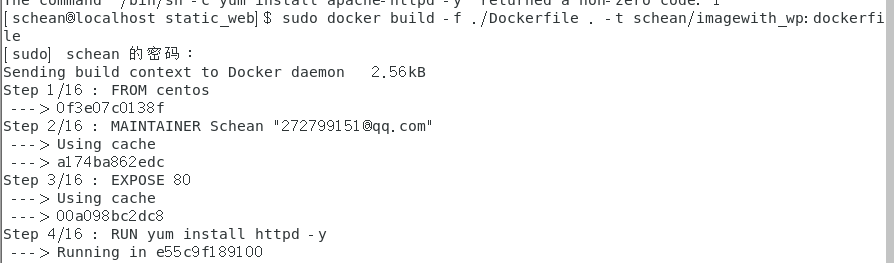 The command '/bin/sh -c yum install apache-httpd -y' returned a non-zero code: 1
[schean@localhost static_web]$ sudo docker build -f ./Dockerfile . -t schean/imagewith_wp:dockerfi
le
[sudo] schean 的密码：
Sending build context to Docker daemon 2.56kB
Step 1/16 : FROM centos
---> 0f3e07c0138f
Step 2/16 : MAINTAINER Schean "272799151@qq.com"
---> Using cache
---> a174ba862edc
Step 3/16 : EXPOSE 80
---> Using cache
---> 00a098bc2dc8
Step 4/16 : RUN yum install httpd -y
---> Running in e55c9f189100